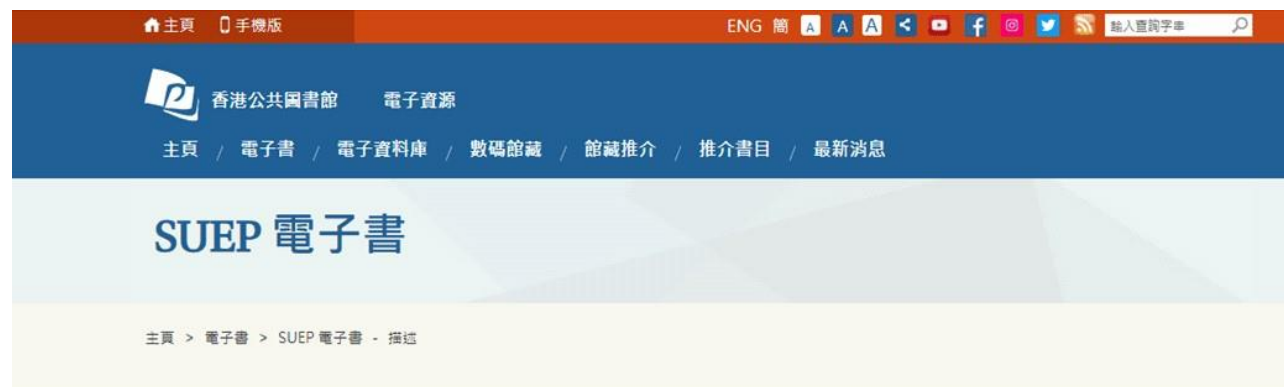 主頁 手機版 ENG 簡 A A A 輸入查詢字串
香港公共圖書館 電子資源
主頁 / 電子書 / 電子資料庫 / 數碼館藏 / 館藏推介 / 推介書目 / 最新消息
SUEP 電子書
主頁 > 電子書 > SUEP 電子書 - 描述